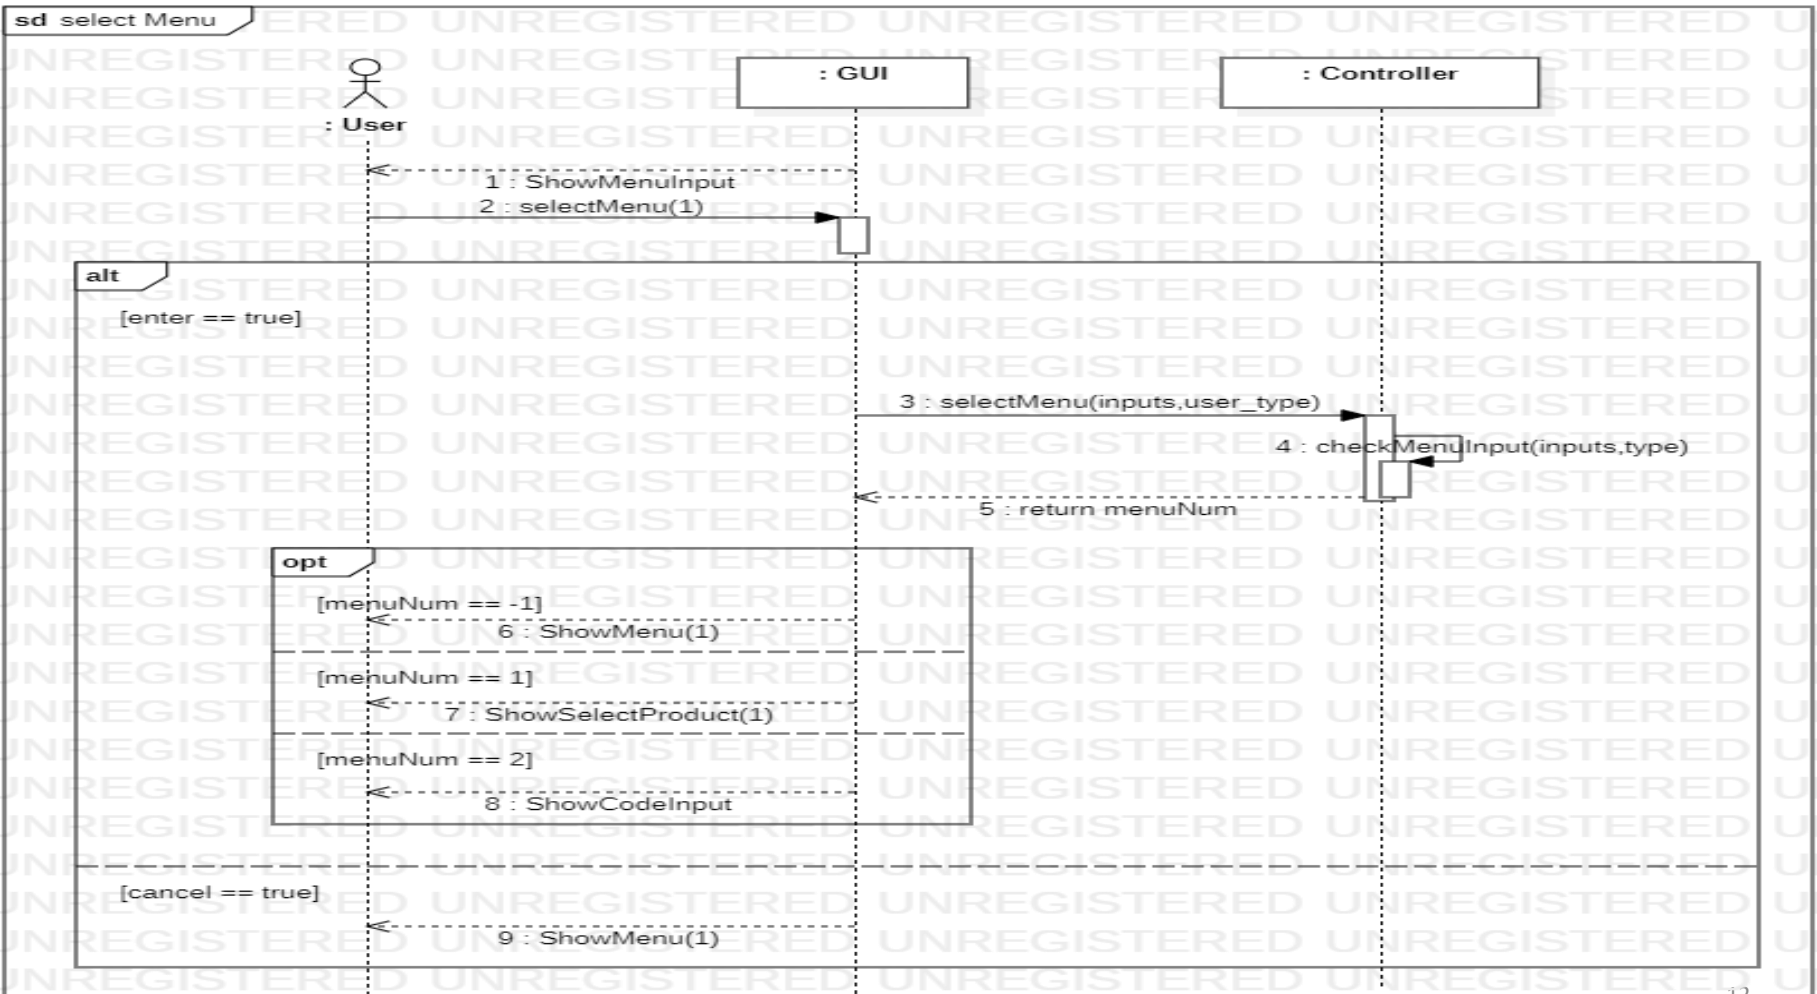 sd select Menu
: User
: GUI
: Controller
1 : ShowMenuInput
2 : selectMenu(1)
alt
[enter == true]
3 : selectMenu(inputs,user_type)
4 : checkMenuInput(inputs,type)
5 : return menuNum
opt
[menuNum == -1]
6 : ShowMenu(1)
[menuNum == 1]
7 : ShowSelectProduct(1)
[menuNum == 2]
8 : ShowCodeInput
[cancel == true]
9 : ShowMenu(1)
UNREGISTERED